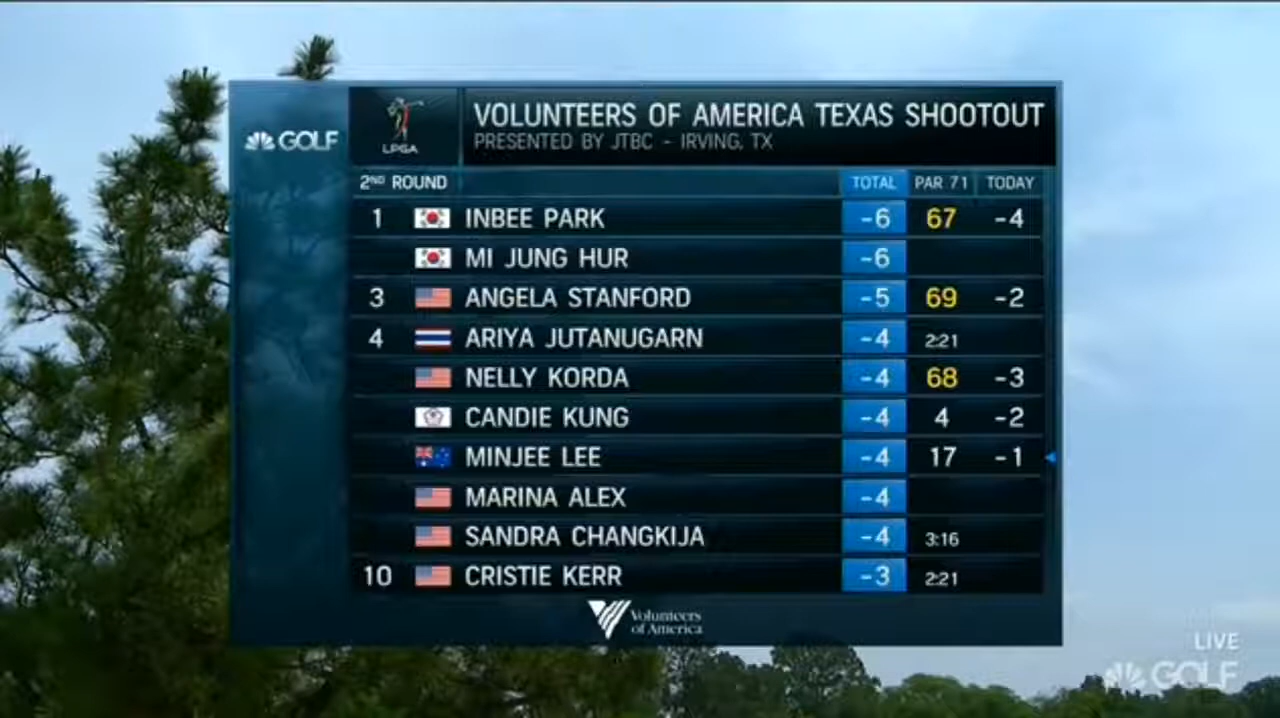 GOLF
LPGA
VOLUNTEERS OF AMERICA TEXAS SHOOTOUT
PRESENTED BY JTBC - IRVING, TX
2ND ROUND TOTAL PAR 71 TODAY
1 INBEE PARK -6 67 -4
MI JUNG HUR -6
3 ANGELA STANFORD -5 69 -2
4 ARIYA JUTANUGARN -4 2:21
NELLY KORDA -4 68 -3
CANDIE KUNG -4 4 -2
MINJEE LEE -4 17 -1
MARINA ALEX -4
SANDRA CHANGKIJA -4 3:16
10 CRISTIE KERR -3 2:21
Volunteers
of America
LIVE
GOLF